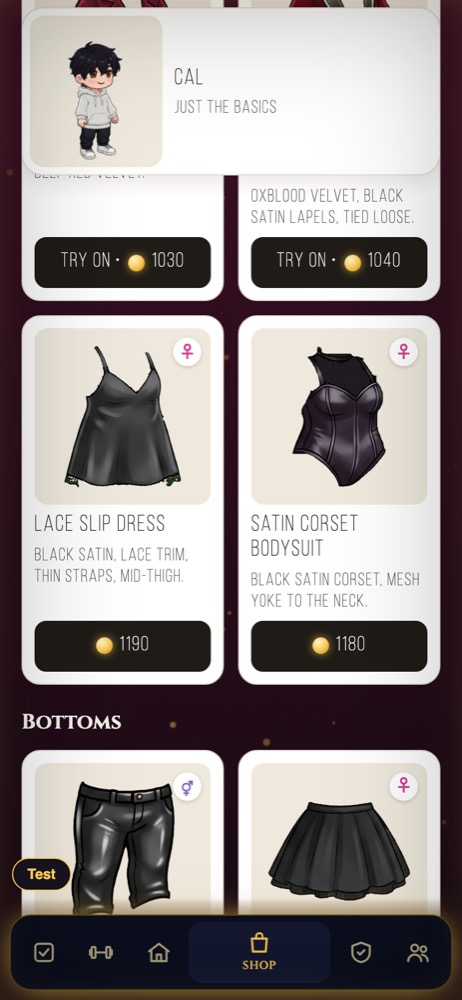 CAL
JUST THE BASICS
OXBLOOD VELVET, BLACK
SATIN LAPELS, TIED LOOSE.
TRY ON • 1030
TRY ON • 1040
LACE SLIP DRESS
BLACK SATIN, LACE TRIM,
THIN STRAPS, MID-THIGH.
1190
SATIN CORSET
BODYSUIT
BLACK SATIN CORSET, MESH
YOKE TO THE NECK.
1180
BOTTOMS
Test
SHOP